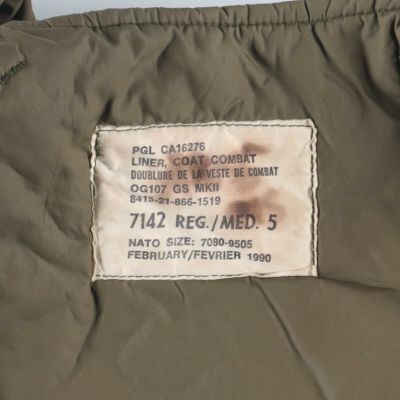 PGL CA16276
LINER, COAT COMBAT
DOUBLURE DE LA VESTE DE COMBAT
OG107 GS MKII
8415-21-866-1519
7142 REG./MED. 5
NATO SIZE: 7080-9505
FEBRUARY/FEVRIER 1990